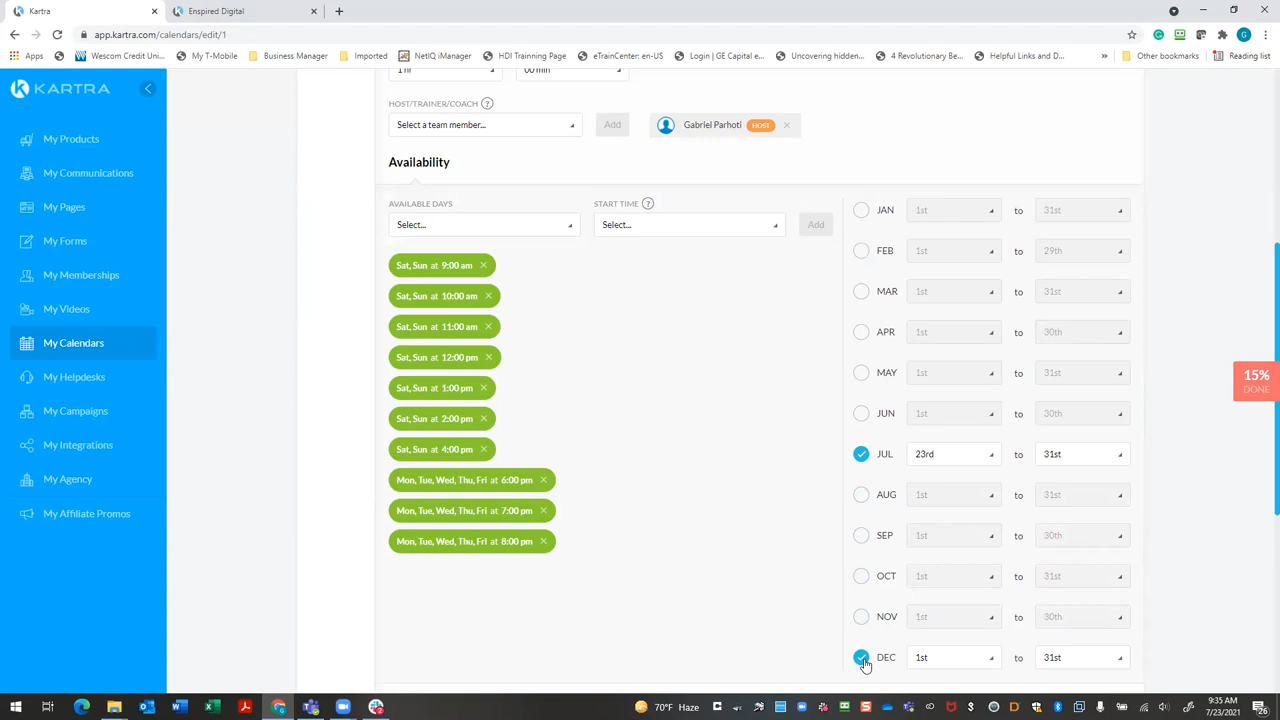 Kartra
Enspired Digital
app.kartra.com/calendars/edit/1
G
Apps
Wescom Credit Uni...
My T-Mobile
Business Manager
Imported
NetIQ iManager
HDI Training Page
eTrainCenter: en-US
Login | GE Capital e...
Uncovering hidden...
4 Revolutionary Be...
Helpful Links and D...
Other bookmarks
Reading list
KARTRA
My Products
My Communications
My Pages
My Forms
My Memberships
My Videos
My Calendars
My Helpdesks
My Campaigns
My Integrations
My Agency
My Affiliate Promos
1 hr
00 min
HOST/TRAINER/COACH ?
Select a team member...
Add
Gabriel Parhoti HOST
Availability
AVAILABLE DAYS
START TIME ?
Select...
Select...
Add
Sat, Sun at 9:00 am
Sat, Sun at 10:00 am
Sat, Sun at 11:00 am
Sat, Sun at 12:00 pm
Sat, Sun at 1:00 pm
Sat, Sun at 2:00 pm
Sat, Sun at 4:00 pm
Mon, Tue, Wed, Thu, Fri at 6:00 pm
Mon, Tue, Wed, Thu, Fri at 7:00 pm
Mon, Tue, Wed, Thu, Fri at 8:00 pm
JAN 1st to 31st
FEB 1st to 29th
MAR 1st to 31st
APR 1st to 30th
MAY 1st to 31st
JUN 1st to 30th
JUL 23rd to 31st
AUG 1st to 31st
SEP 1st to 30th
OCT 1st to 31st
NOV 1st to 30th
DEC 1st to 31st
15%
DONE
70°F Haze
9:35 AM
7/23/2021
26